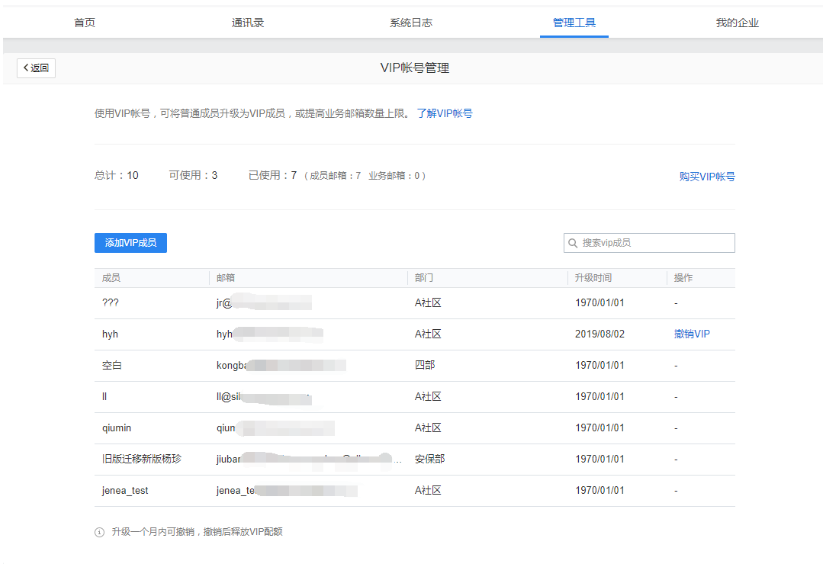 首页 通讯录 系统日志 管理工具 我的企业
返回 VIP帐号管理
使用VIP帐号，可将普通成员升级为VIP成员，或提高业务邮箱数量上限。 了解VIP帐号
总计：10 可使用：3 已使用：7（成员邮箱：7 业务邮箱：0） 购买VIP帐号
添加VIP成员 搜索vip成员
成员 邮箱 部门 升级时间 操作
??? jr@ A社区 1970/01/01 -
hyh hyh A社区 2019/08/02 撤销VIP
空白 kongba 四部 1970/01/01 -
ll ll@si A社区 1970/01/01 -
qiumin qium A社区 1970/01/01 -
旧版迁移新版杨珍 jiuban ... 安保部 1970/01/01 -
jenea_test jenea_te A社区 1970/01/01 -
升级一个月内可撤销，撤销后释放VIP配额